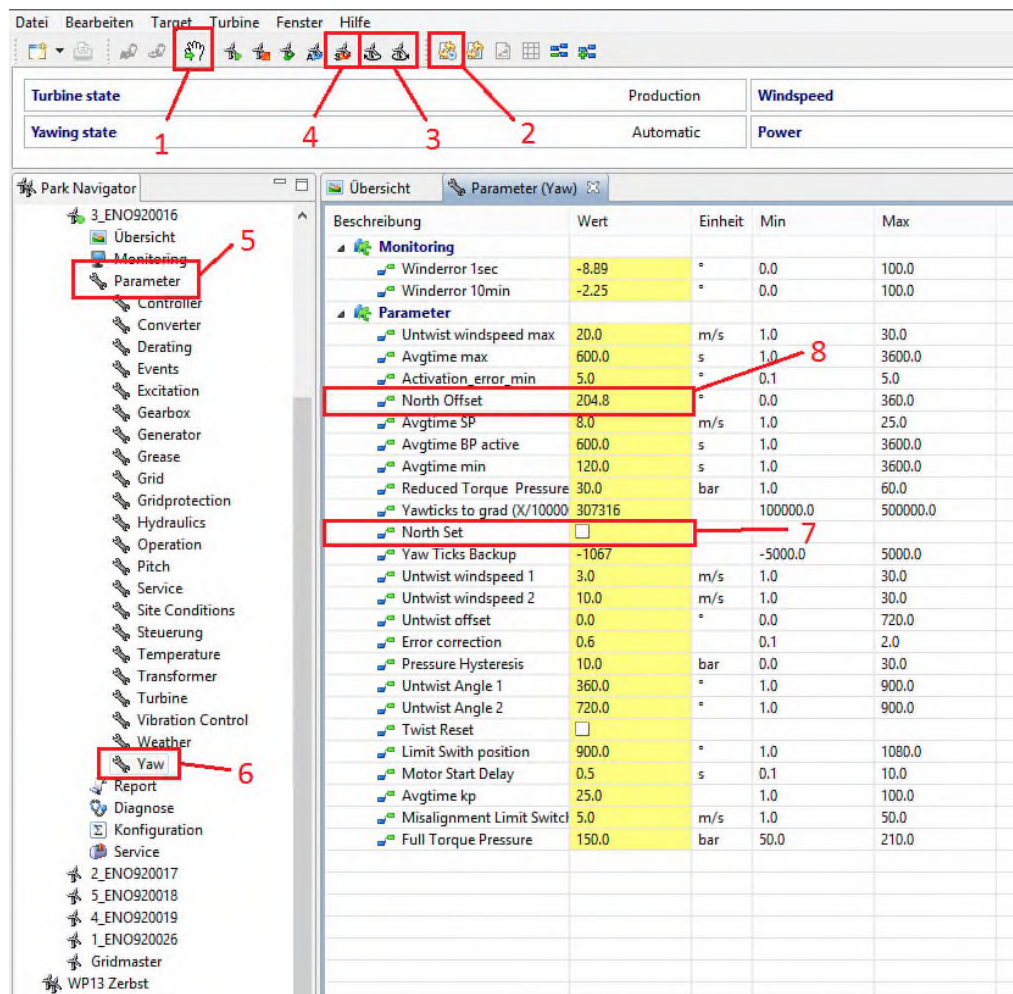 Datei Bearbeiten Target Turbine Fenster Hilfe
1
4
3
2
Turbine state Production Windspeed
Yawing state Automatic Power
Park Navigator
3_ENO920016
Übersicht
Monitoring
Parameter
5
Controller
Converter
Derating
Events
Excitation
Gearbox
Generator
Grease
Grid
Gridprotection
Hydraulics
Operation
Pitch
Service
Site Conditions
Steuerung
Temperature
Transformer
Turbine
Vibration Control
Weather
Yaw
6
Report
Diagnose
Konfiguration
Service
2_ENO920017
5_ENO920018
4_ENO920019
1_ENO920026
Gridmaster
WP13 Zerbst
Übersicht Parameter (Yaw)
Beschreibung Wert Einheit Min Max
Monitoring
Winderror 1sec -8.89 ° 0.0 100.0
Winderror 10min -2.25 ° 0.0 100.0
Parameter
Untwist windspeed max 20.0 m/s 1.0 30.0
Avgtime max 600.0 s 1.0 3600.0
8
Activation_error_min 5.0 ° 0.1 5.0
North Offset 204.8 ° 0.0 360.0
Avgtime SP 8.0 m/s 1.0 25.0
Avgtime BP active 600.0 s 1.0 3600.0
Avgtime min 120.0 s 1.0 3600.0
Reduced Torque Pressure 30.0 bar 1.0 60.0
Yawticks to grad (X/10000 307316 100000.0 500000.0
North Set
7
Yaw Ticks Backup -1067 -5000.0 5000.0
Untwist windspeed 1 3.0 m/s 1.0 30.0
Untwist windspeed 2 10.0 m/s 1.0 30.0
Untwist offset 0.0 ° 0.0 720.0
Error correction 0.6 0.1 2.0
Pressure Hysteresis 10.0 bar 0.0 30.0
Untwist Angle 1 360.0 ° 1.0 900.0
Untwist Angle 2 720.0 ° 1.0 900.0
Twist Reset
Limit Swith position 900.0 ° 1.0 1080.0
Motor Start Delay 0.5 s 0.1 10.0
Avgtime kp 25.0 1.0 100.0
Misalignment Limit Switch 5.0 m/s 1.0 50.0
Full Torque Pressure 150.0 bar 50.0 210.0